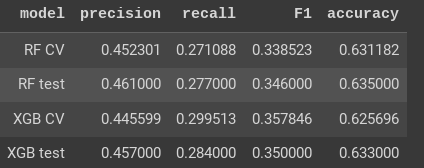 model precision recall F1 accuracy
RF CV 0.452301 0.271088 0.338523 0.631182
RF test 0.461000 0.277000 0.346000 0.635000
XGB CV 0.445599 0.299513 0.357846 0.625696
XGB test 0.457000 0.284000 0.350000 0.633000